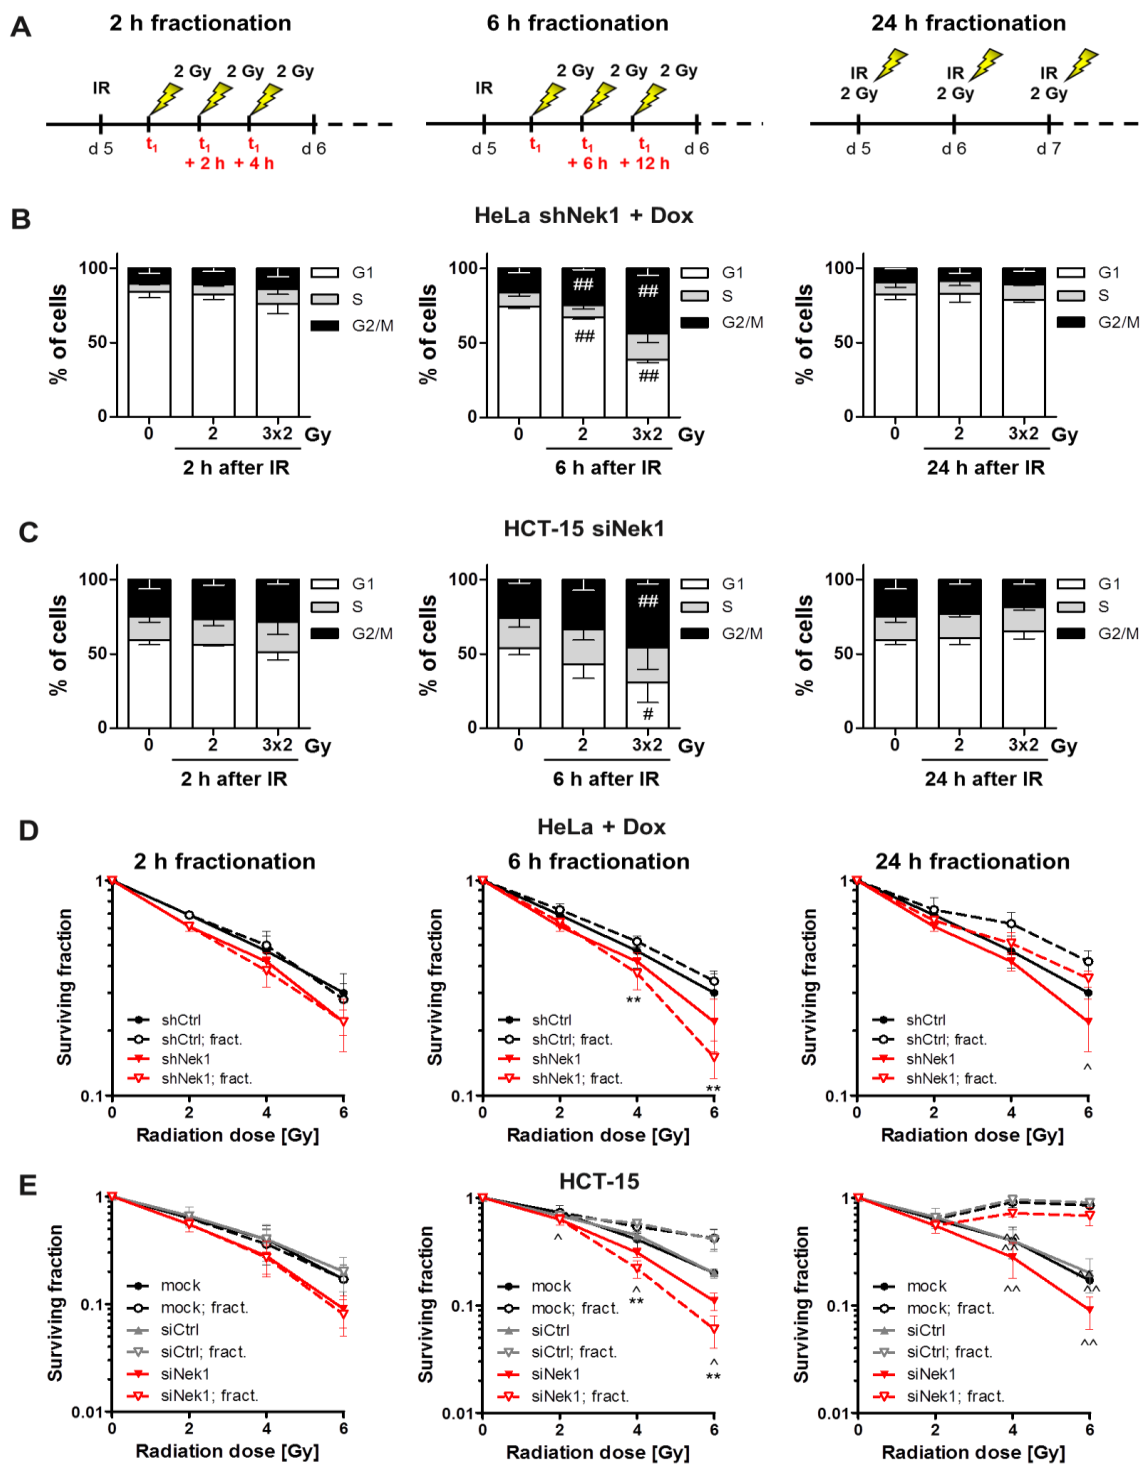 A
2 h fractionation
6 h fractionation
24 h fractionation
IR
2 Gy 2 Gy 2 Gy
d 5 t1 t1 t1 d 6
+ 2 h + 4 h
IR
2 Gy 2 Gy 2 Gy
d 5 t1 t1 t1 d 6
+ 6 h + 12 h
IR IR IR
2 Gy 2 Gy 2 Gy
d 5 d 6 d 7
B
HeLa shNek1 + Dox
% of cells
100
50
0
G1
S
G2/M
0 2 3x2 Gy
2 h after IR
% of cells
100
50
0
##
##
##
##
G1
S
G2/M
0 2 3x2 Gy
6 h after IR
% of cells
100
50
0
G1
S
G2/M
0 2 3x2 Gy
24 h after IR
C
HCT-15 siNek1
% of cells
100
50
0
G1
S
G2/M
0 2 3x2 Gy
2 h after IR
% of cells
100
50
0
##
#
G1
S
G2/M
0 2 3x2 Gy
6 h after IR
% of cells
100
50
0
G1
S
G2/M
0 2 3x2 Gy
24 h after IR
D
HeLa + Dox
2 h fractionation
Surviving fraction
1
0.1
shCtrl
shCtrl; fract.
shNek1
shNek1; fract.
0 2 4 6
Radiation dose [Gy]
6 h fractionation
Surviving fraction
1
0.1
**
**
shCtrl
shCtrl; fract.
shNek1
shNek1; fract.
0 2 4 6
Radiation dose [Gy]
24 h fractionation
Surviving fraction
1
0.1
^
shCtrl
shCtrl; fract.
shNek1
shNek1; fract.
0 2 4 6
Radiation dose [Gy]
E
HCT-15
Surviving fraction
1
0.1
0.01
mock
mock; fract.
siCtrl
siCtrl; fract.
siNek1
siNek1; fract.
0 2 4 6
Radiation dose [Gy]
Surviving fraction
1
0.1
0.01
^
^
**
^
**
mock
mock; fract.
siCtrl
siCtrl; fract.
siNek1
siNek1; fract.
0 2 4 6
Radiation dose [Gy]
Surviving fraction
1
0.1
0.01
^^
^^
^^
^^
^^
^^
mock
mock; fract.
siCtrl
siCtrl; fract.
siNek1
siNek1; fract.
0 2 4 6
Radiation dose [Gy]